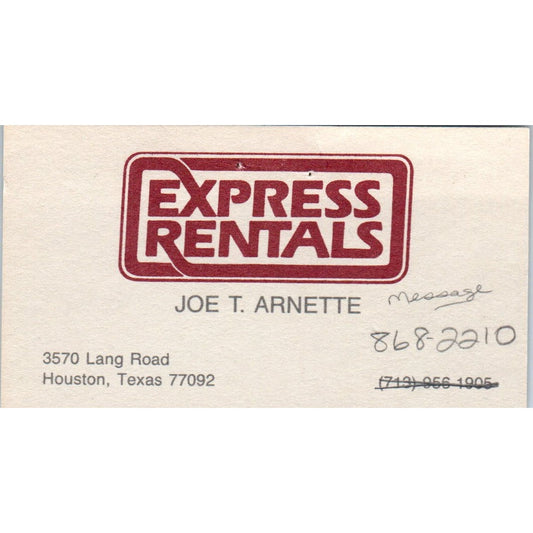 EXPRESS
RENTALS
JOE T. ARNETTE
message
868-2210
3570 Lang Road
Houston, Texas 77092
(713) 956-1905